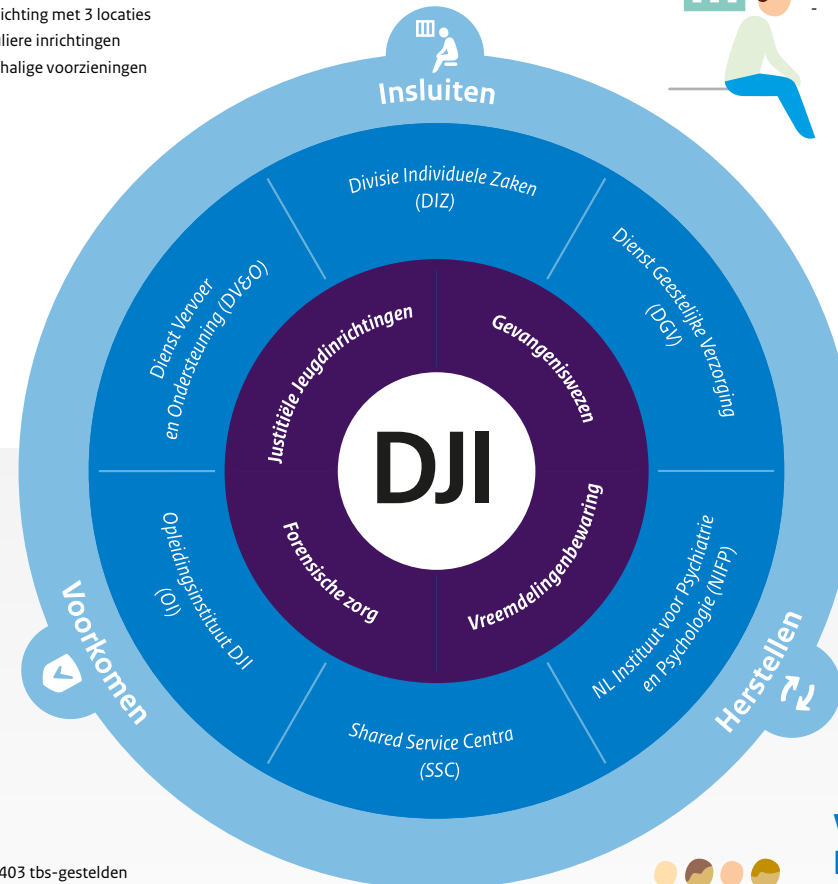 ichting met 3 locaties
liere inrichtingen
halige voorzieningen
Insluiten
Divisie Individuele Zaken
(DIZ)
Dienst Geestelijke Verzorging
(DGV)
Dienst Vervoer
en Ondersteuning (DV&O)
Justitiële Jeugdinrichtingen
Gevangeniswezen
DJI
Forensische zorg
Vreemdelingenbewaring
Opleidingsinstituut DJI
(OI)
NL Instituut voor Psychiatrie
en Psychologie (NIFP)
Shared Service Centra
(SSC)
Voorkomen
Herstellen
403 tbs-gestelden